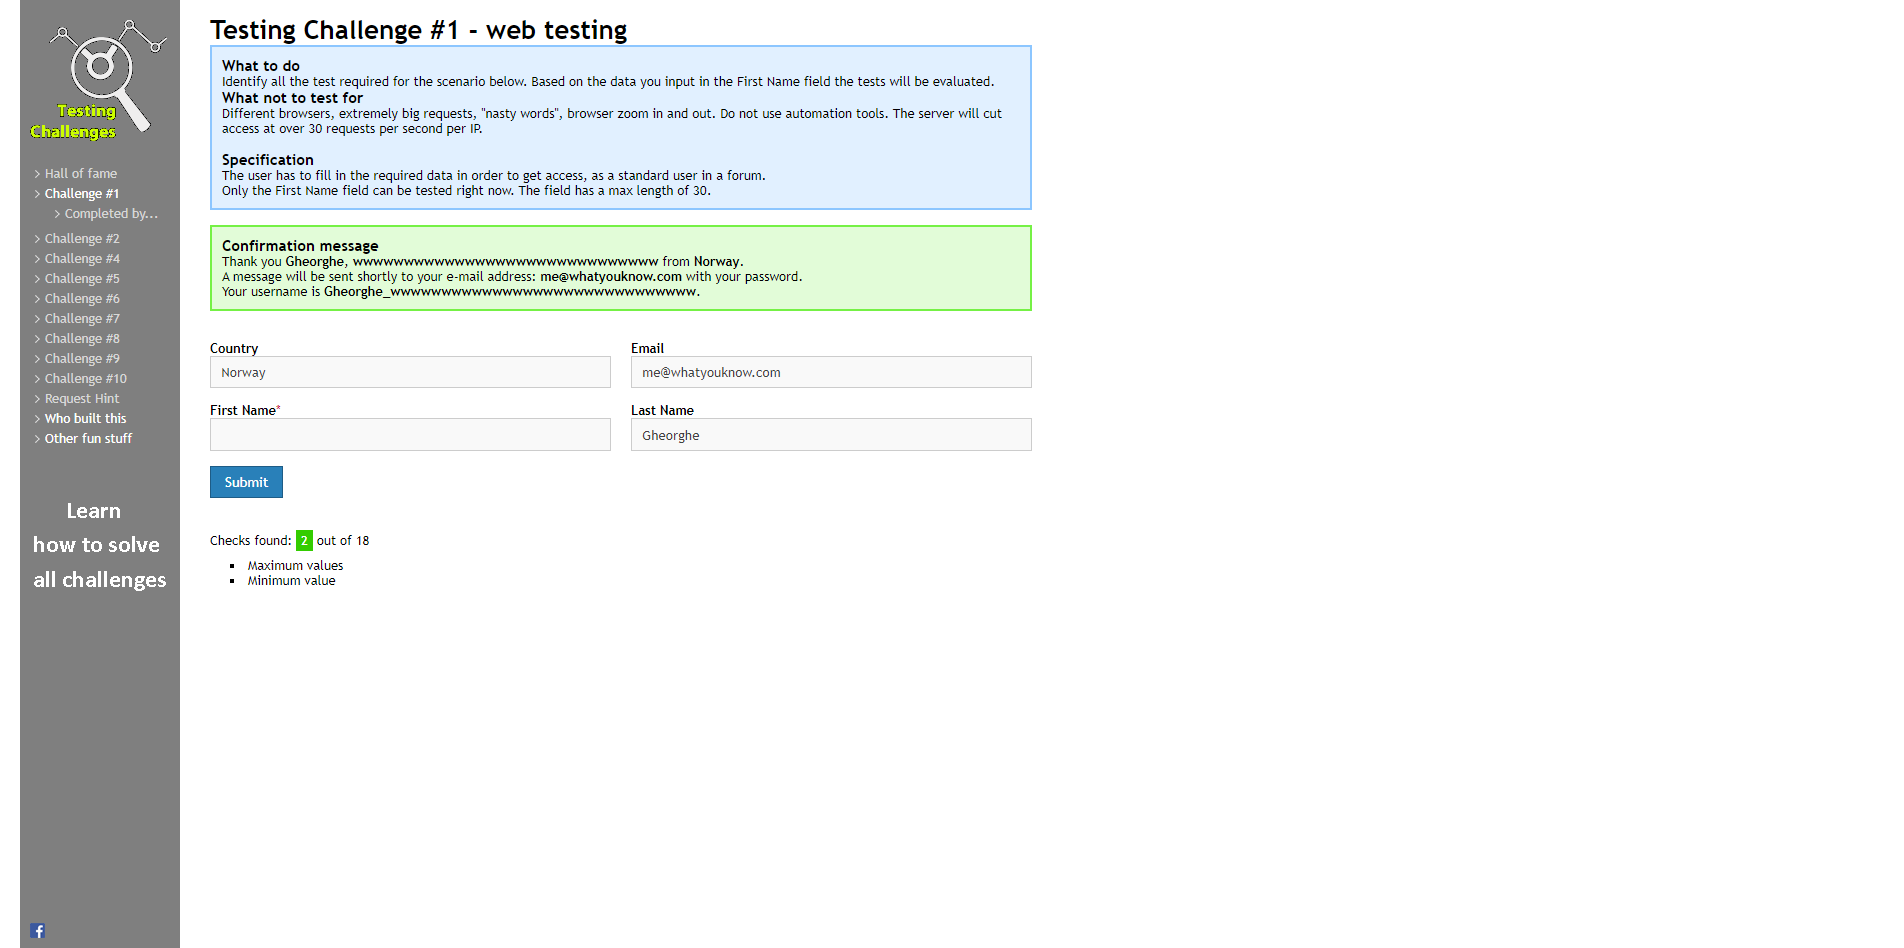 Testing
Challenges
Hall of fame
Challenge #1
Completed by...
Challenge #2
Challenge #4
Challenge #5
Challenge #6
Challenge #7
Challenge #8
Challenge #9
Challenge #10
Request Hint
Who built this
Other fun stuff
Learn
how to solve
all challenges
Testing Challenge #1 - web testing
What to do
Identify all the test required for the scenario below. Based on the data you input in the First Name field the tests will be evaluated.
What not to test for
Different browsers, extremely big requests, "nasty words", browser zoom in and out. Do not use automation tools. The server will cut
access at over 30 requests per second per IP.
Specification
The user has to fill in the required data in order to get access, as a standard user in a forum.
Only the First Name field can be tested right now. The field has a max length of 30.
Confirmation message
Thank you Gheorghe, wwwwwwwwwwwwwwwwwwwwwwwwwwwwww from Norway.
A message will be sent shortly to your e-mail address: me@whatyouknow.com with your password.
Your username is Gheorghe_wwwwwwwwwwwwwwwwwwwwwwwwwwwwww.
Country
Email
Norway
me@whatyouknow.com
First Name*
Last Name
Gheorghe
Submit
Checks found: 2 out of 18
Maximum values
Minimum value